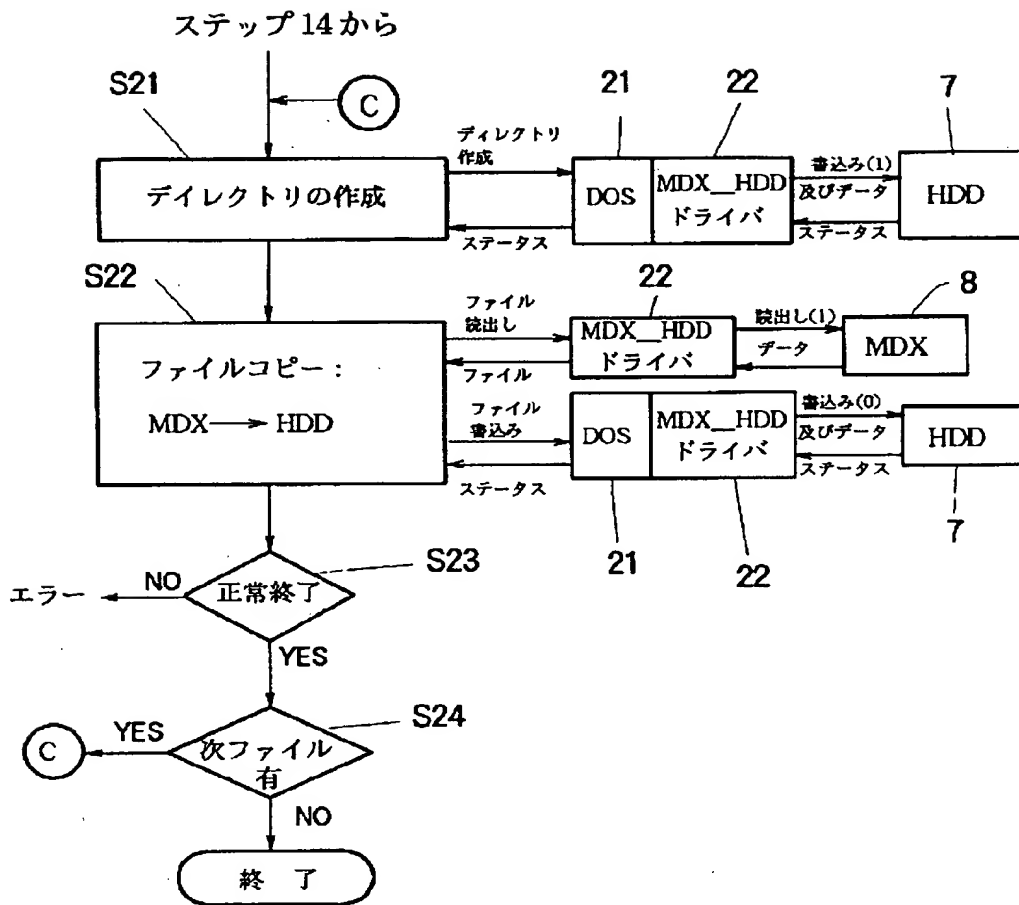 ステップ14から
S21
C
21
22
7
デイレクトリの作成
ディレクトリ
作成
ステータス
DOS
MDX__HDD
ドライバ
書込み(1)
及びデータ
ステータス
HDD
S22
22
8
ファイルコピー：
MDX → HDD
ファイル
読出し
ファイル
MDX__HDD
ドライバ
読出し(1)
データ
MDX
ファイル
書込み
ステータス
DOS
MDX__HDD
ドライバ
書込み(0)
及びデータ
ステータス
HDD
21
22
7
S23
エラー
NO
正常終了
YES
S24
C
YES
次ファイル
有
NO
終 了